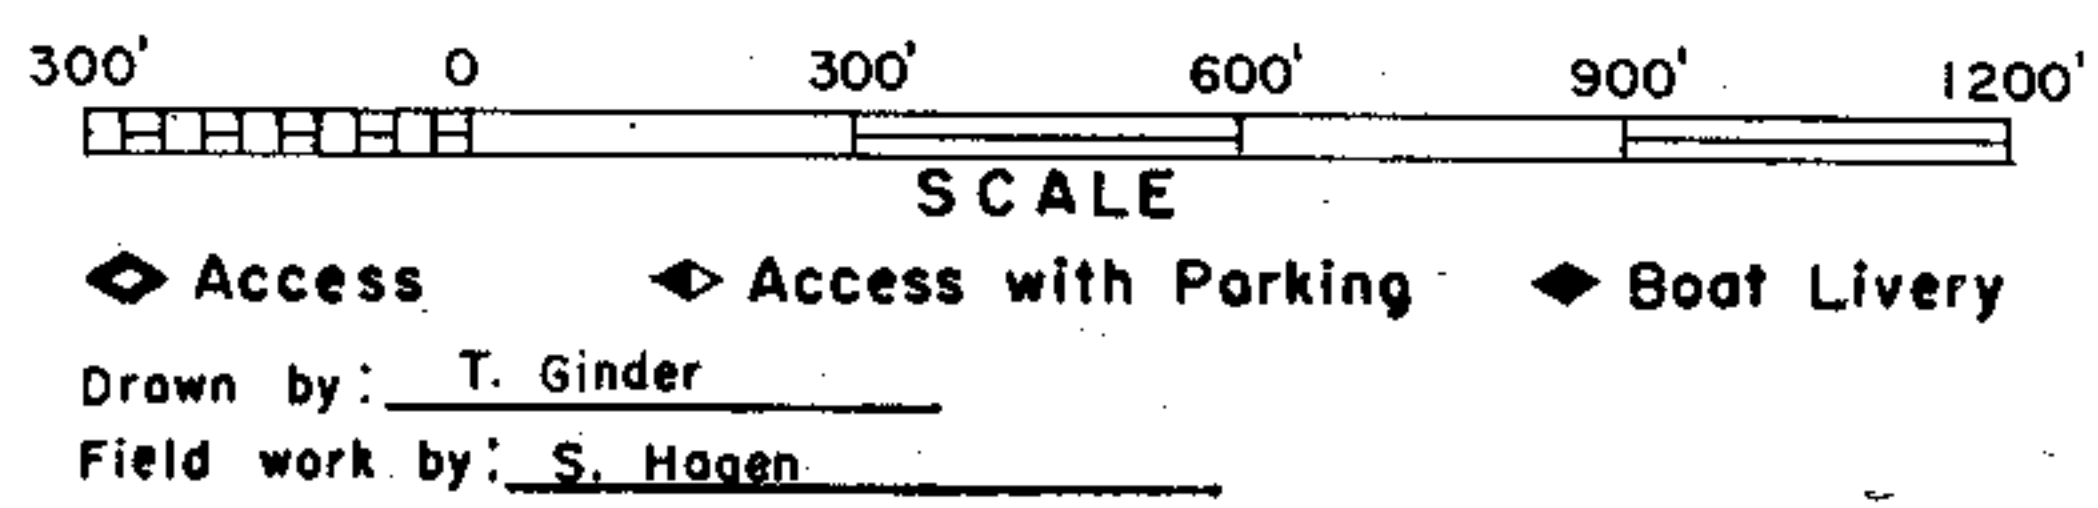 300' 0 300' 600' 900' 1200'
SCALE
Access Access with Parking Boat Livery
Drawn by: T. Ginder
Field work by: S. Hagen